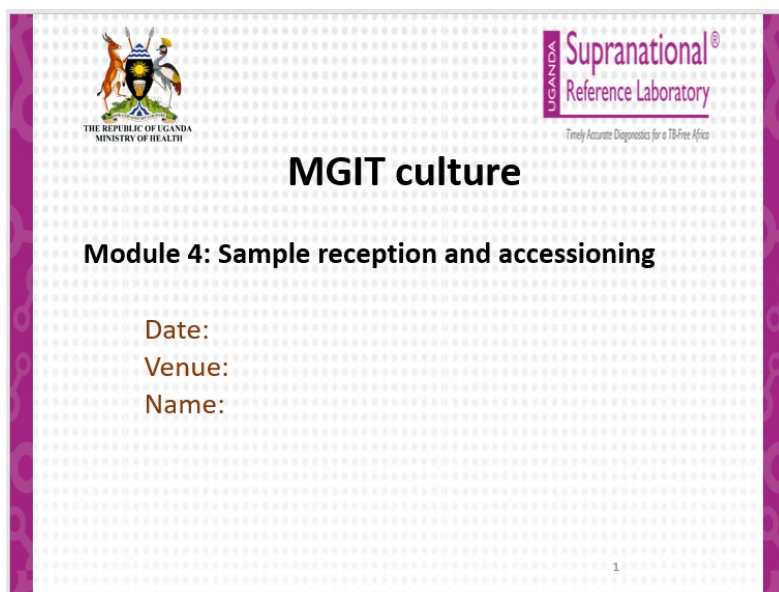 THE REPUBLIC OF UGANDA
MINISTRY OF HEALTH
UGANDA
Supranational®
Reference Laboratory
Timely Accurate Diagnostics for a TB-Free Africa
MGIT culture
Module 4: Sample reception and accessioning
Date:
Venue:
Name:
1